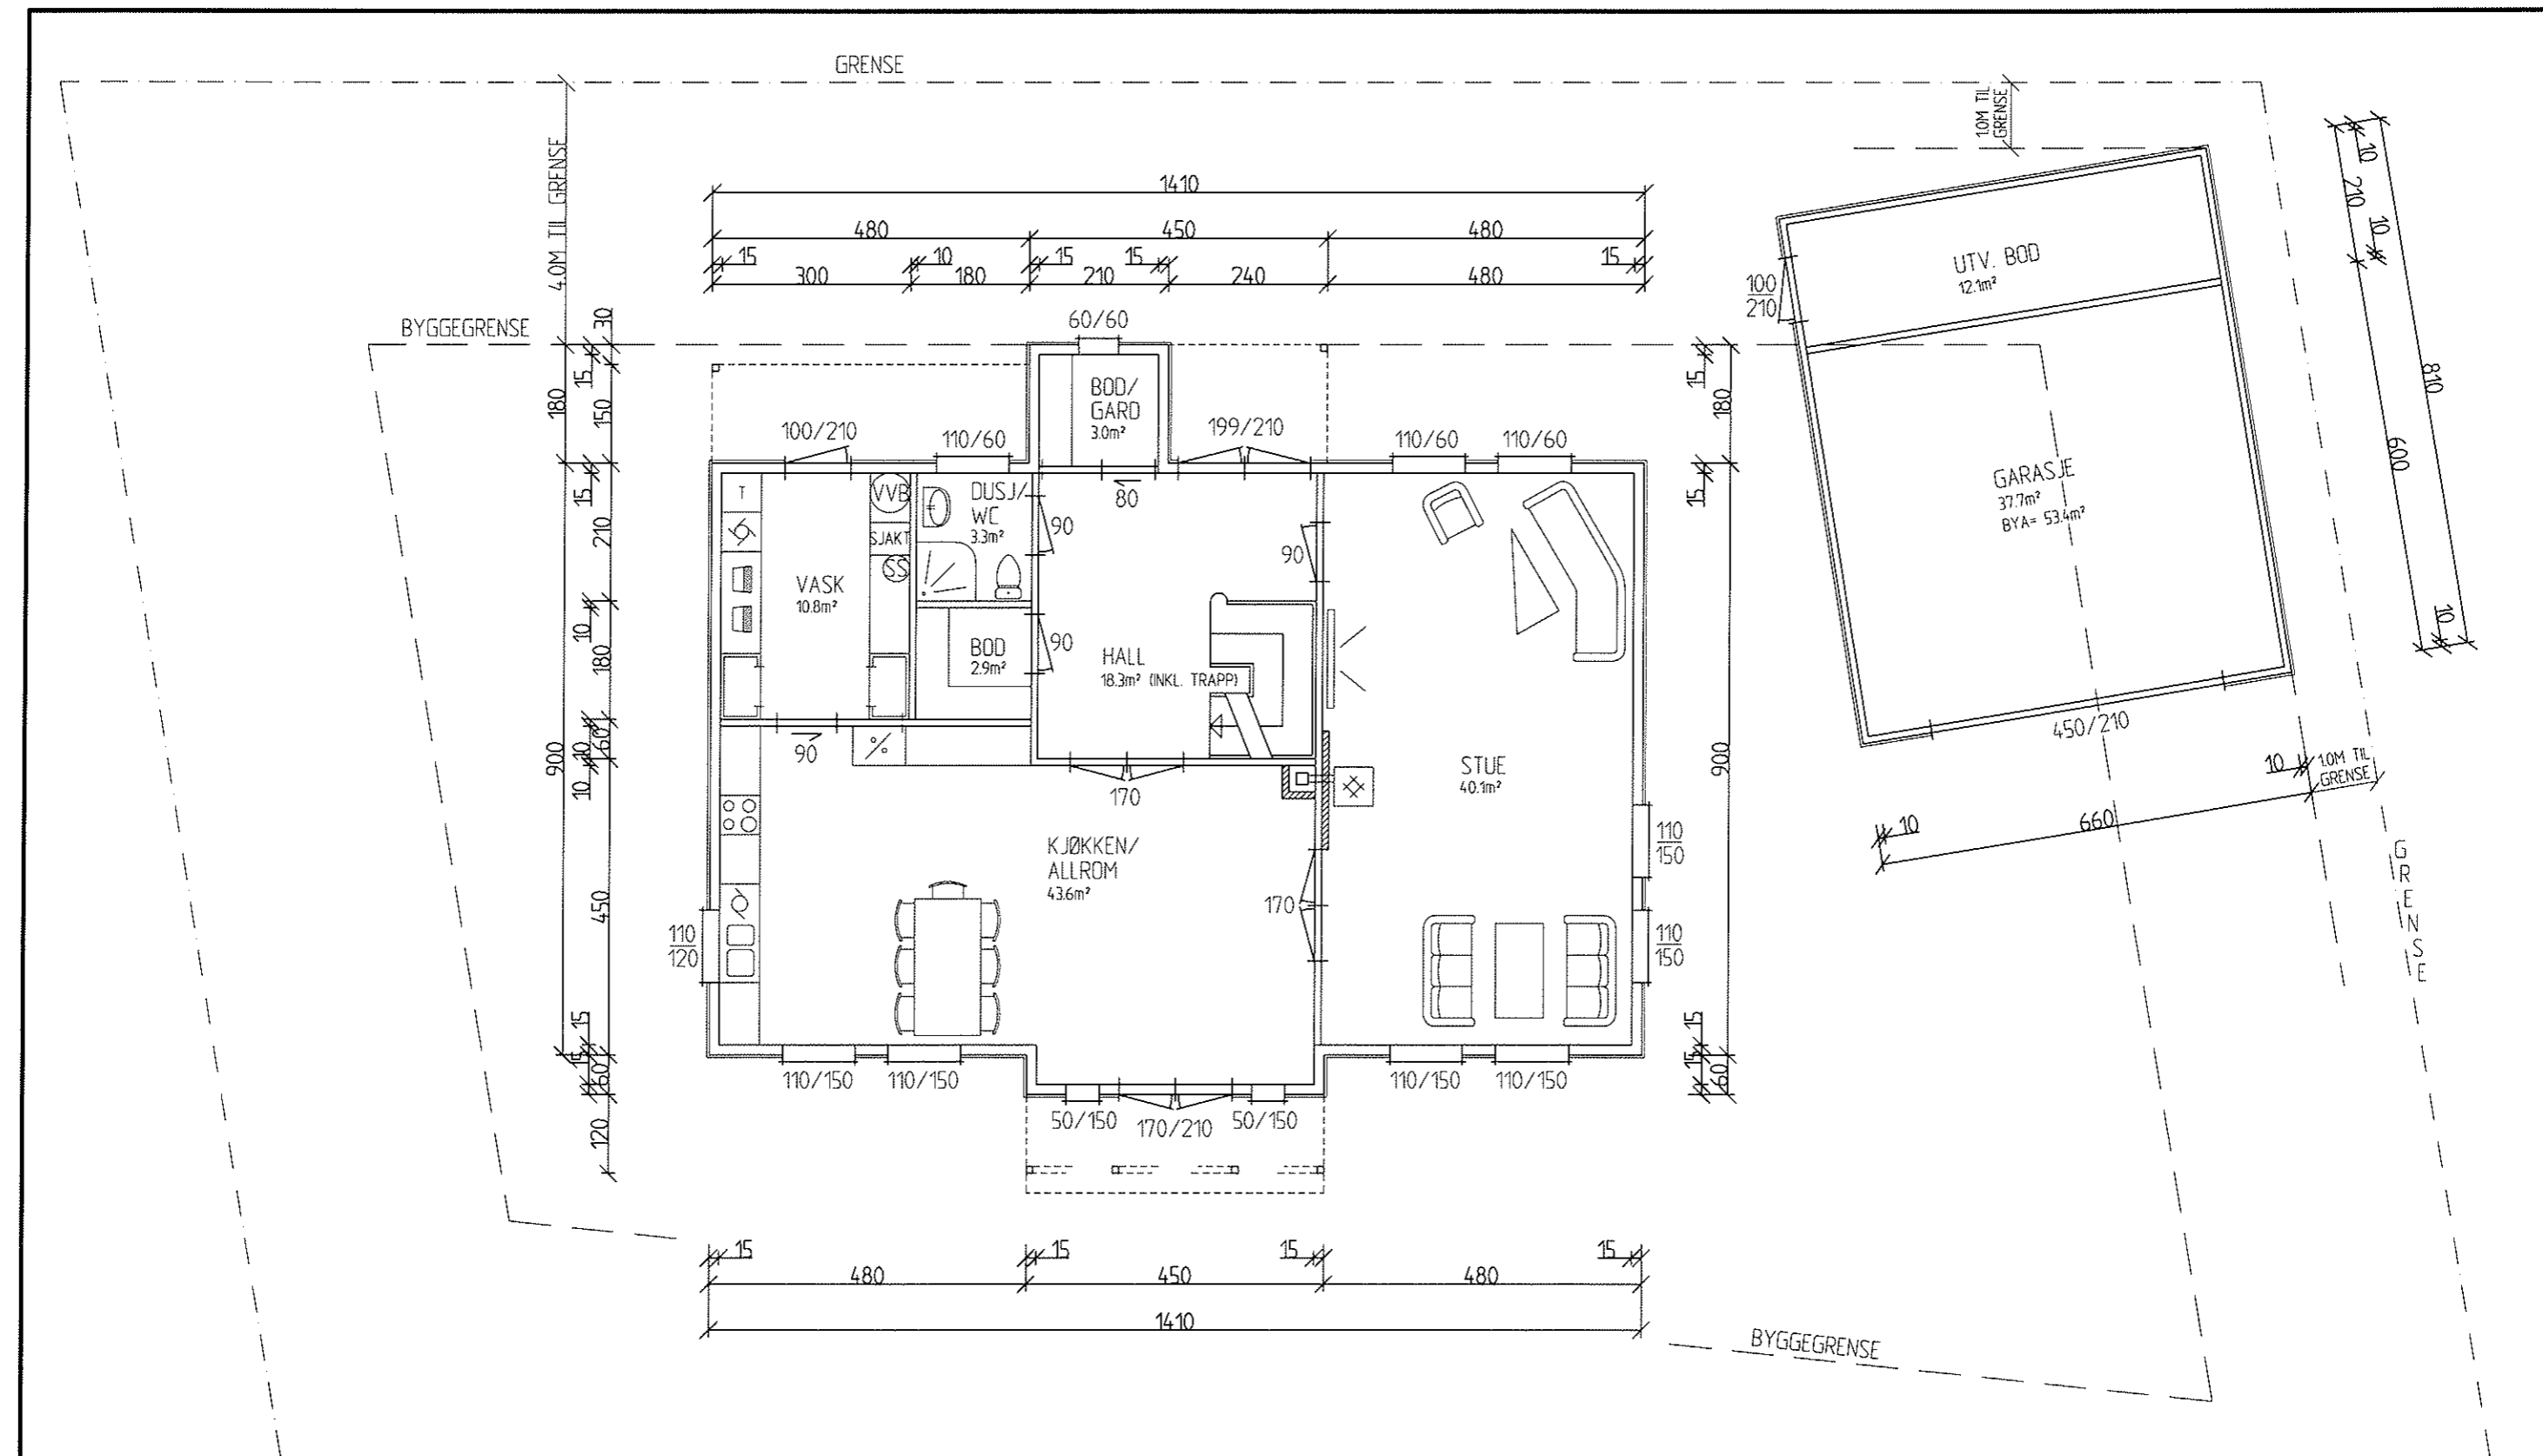 GRENSE
4.0M TIL GRENSE
1.0M TIL
GRENSE
10
210
10
810
600
10
1410
480
450
480
15
10
15
15
15
300
180
210
240
480
BYGGEGRENSE
30
15
180
150
60/60
15
180
UTV. BOD
12.1m²
100
210
BOD/
GARD
3.0m²
100/210
110/60
199/210
110/60
110/60
80
15
210
10
180
10
60
10
900
450
15
15
60
120
15
900
15
15
60
T
VVB
SJAKT
SS
DUSJ/
WC
3.3m²
90
90
VASK
10.8m²
BOD
2.9m²
90
HALL
18.3m² (INKL. TRAPP)
90
170
GARASJE
37.7m²
BYA= 53.4m²
450/210
10
1.0M TIL
GRENSE
10
660
GRENSE
STUE
40.1m²
KJØKKEN/
ALLROM
43.6m²
170
110
150
110
150
110
120
110/150
110/150
110/150
110/150
50/150
170/210
50/150
15
15
15
15
480
450
480
1410
BYGGEGRENSE